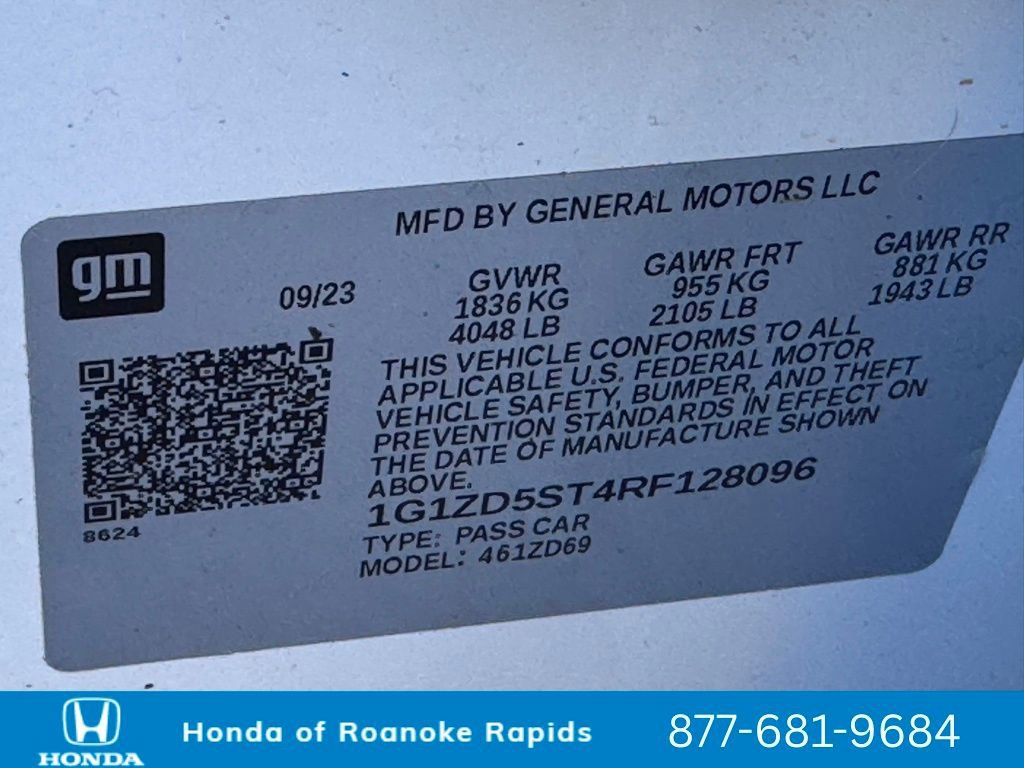 MFD BY GENERAL MOTORS LLC
gm
09/23
GVWR
1836 KG
4048 LB
GAWR FRT
955 KG
2105 LB
GAWR RR
881 KG
1943 LB
THIS VEHICLE CONFORMS TO ALL
APPLICABLE U.S. FEDERAL MOTOR
VEHICLE SAFETY, BUMPER, AND THEFT
PREVENTION STANDARDS IN EFFECT ON
THE DATE OF MANUFACTURE SHOWN
ABOVE.
1G1ZD5ST4RF128096
TYPE: PASS CAR
MODEL: 461ZD69
8624
HONDA
Honda of Roanoke Rapids
877-681-9684